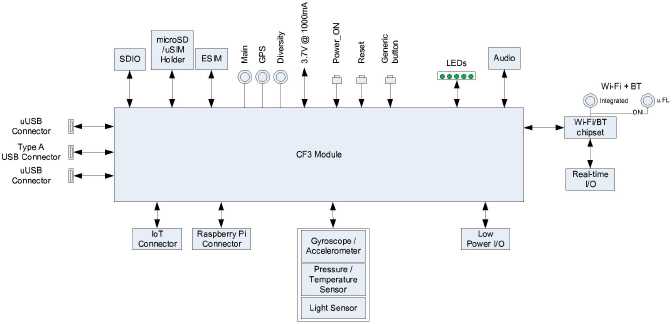 microSD
/uSIM
Holder
SDIO
ESIM
Main
GPS
Diversity
3.7V @ 1000mA
Power_ON
Reset
Generic
button
LEDs
Audio
Wi-Fi + BT
Integrated
u.FL
DNI
uUSB
Connector
Type A
USB Connector
uUSB
Connector
CF3 Module
Wi-Fi/BT
chipset
Real-time
I/O
IoT
Connector
Raspberry Pi
Connector
Gyroscope /
Accelerometer
Pressure /
Temperature
Sensor
Light Sensor
Low
Power I/O